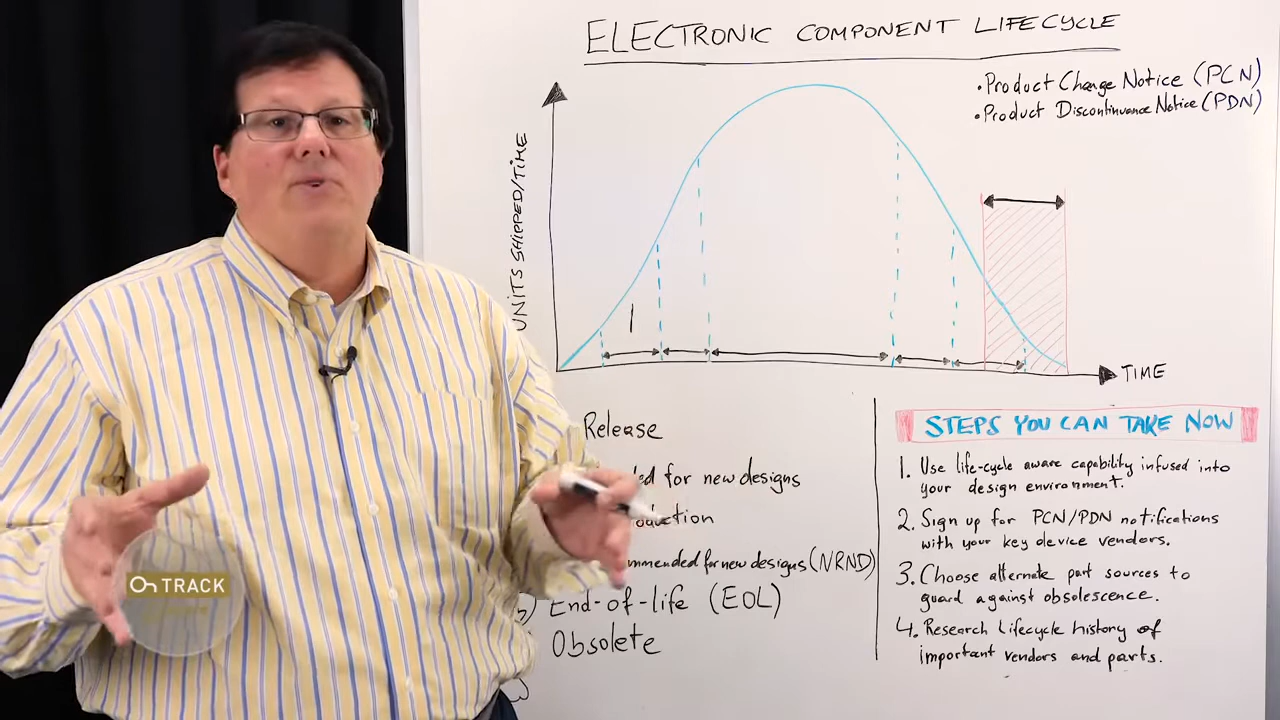 ELECTRONIC COMPONENT LIFECYCLE
• Product Change Notice (PCN)
• Product Discontinuance Notice (PDN)
UNITS SHIPPED/TIME
1
TIME
Release
for new designs
for new designs (NRND)
End-of-life (EOL)
Obsolete
STEPS YOU CAN TAKE NOW
1. Use life-cycle aware capability infused into
your design environment.
2. Sign up for PCN/PDN notifications
with your key device vendors.
3. Choose alternate part sources to
guard against obsolescence.
4. Research Lifecycle history of
important vendors and parts.
On TRACK